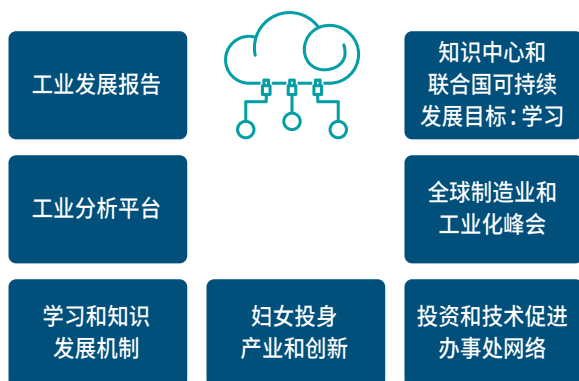 工业发展报告
知识中心和
联合国可持续
发展目标：学习
工业分析平台
全球制造业和
工业化峰会
学习和知识
发展机制
妇女投身
产业和创新
投资和技术促进
办事处网络